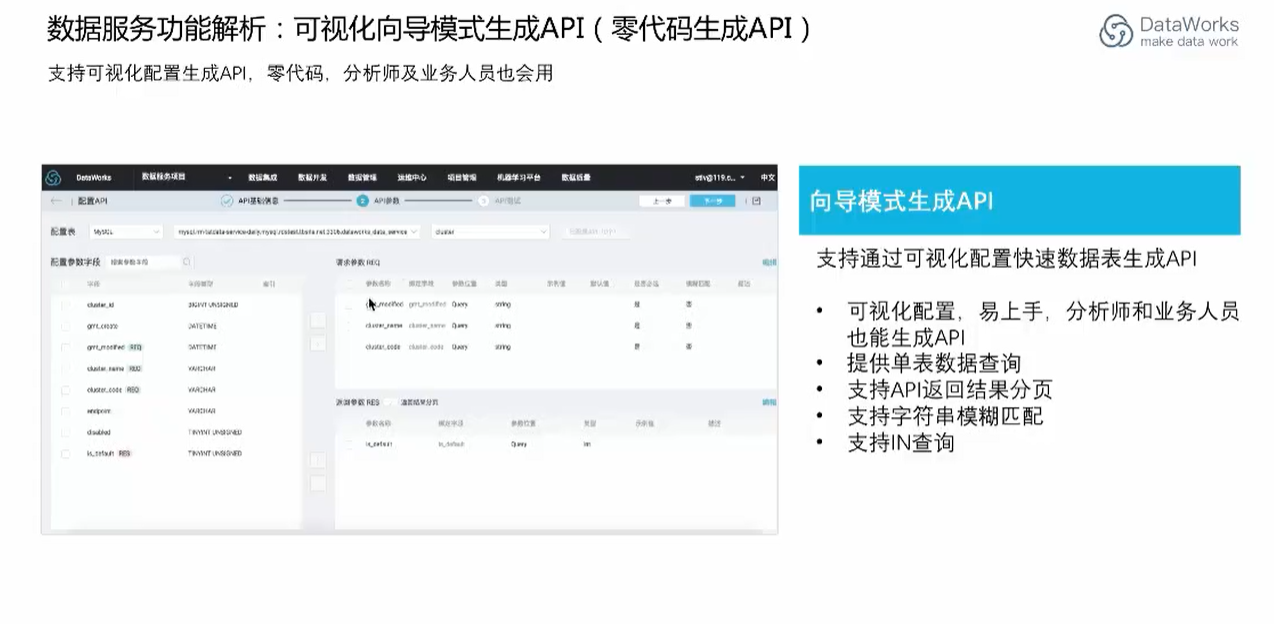 数据服务功能解析：可视化向导模式生成API（零代码生成API）
DataWorks
make data work
支持可视化配置生成API，零代码，分析师及业务人员也会用
DataWorks 数据服务项目 数据集成 数据开发 数据管理 运维中心 项目管理 机器学习平台 数据质量 中文
配置API API基础信息 2 API参数 API测试 上一步 下一步
配置表 MySQL cluster
配置参数字段 搜索参数字段 请求参数 REQ 编辑
字段 字段类型 索引 参数名称 绑定字段 参数位置 类型 示例值 默认值 是否必填
cluster_id BIGINT UNSIGNED gmt_modified gmt_modified Query string 是 否
gmt_create DATETIME cluster_name cluster_name Query string 是 否
gmt_modified REQ DATETIME cluster_code cluster_code Query string 是 否
cluster_name REQ VARCHAR
cluster_code REQ VARCHAR
返回参数 RES 返回结果分页 编辑
endpoint VARCHAR 参数名称 绑定字段 参数位置 类型 示例值 描述
disabled TINYINT UNSIGNED is_default is_default Query int
is_default RES TINYINT UNSIGNED
向导模式生成API
支持通过可视化配置快速数据表生成API
• 可视化配置，易上手，分析师和业务人员
也能生成API
• 提供单表数据查询
• 支持API返回结果分页
• 支持字符串模糊匹配
• 支持IN查询